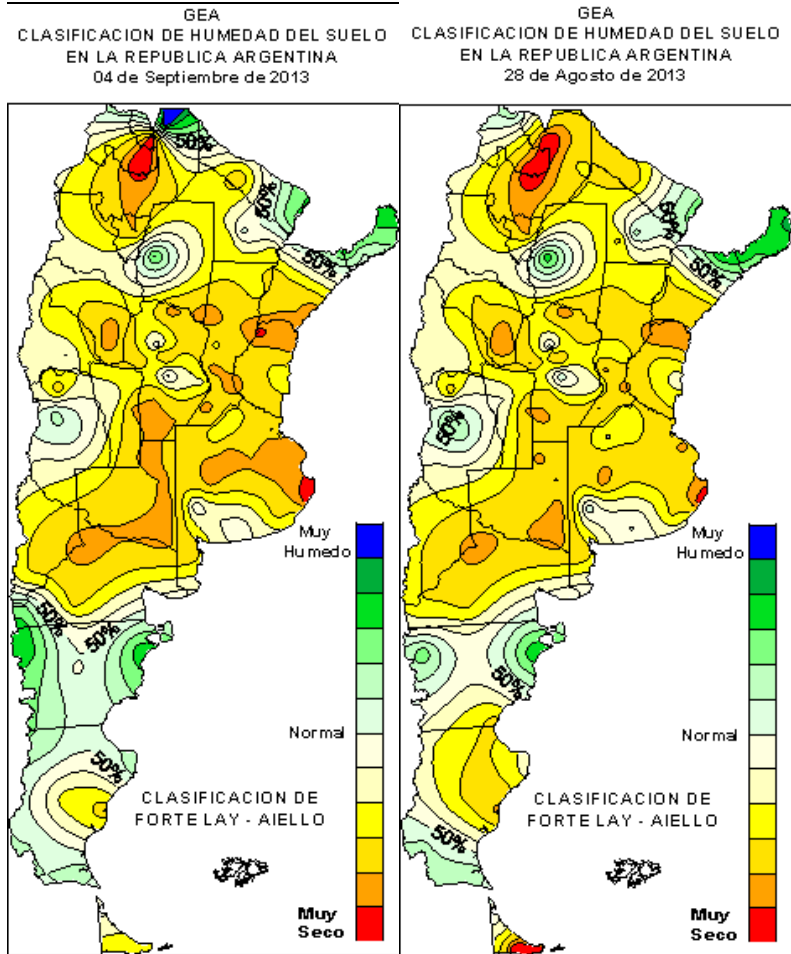 GEA
CLASIFICACION DE HUMEDAD DEL SUELO
EN LA REPUBLICA ARGENTINA
04 de Septiembre de 2013
50%
50%
50%
50%
50%
50%
Muy
Humedo
Normal
CLASIFICACION DE
FORTE LAY - AIELLO
Muy
Seco
GEA
CLASIFICACION DE HUMEDAD DEL SUELO
EN LA REPUBLICA ARGENTINA
28 de Agosto de 2013
50%
50%
50%
50%
50%
Muy
Humedo
Normal
CLASIFICACION DE
FORTE LAY - AIELLO
Muy
Seco